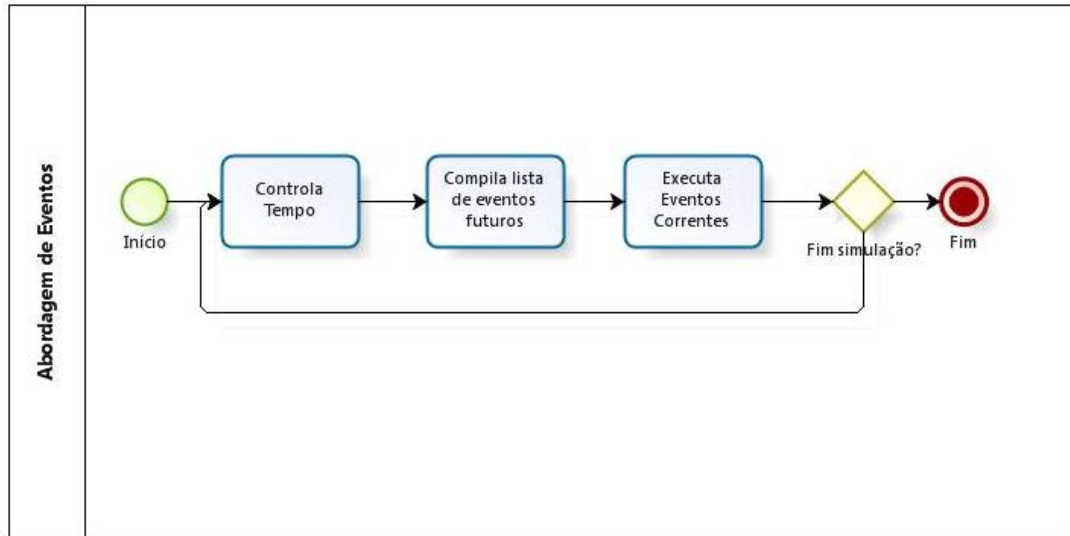 Abordagem de Eventos
Início
Controla
Tempo
Compila lista
de eventos
futuros
Executa
Eventos
Correntes
Fim simulação?
Fim